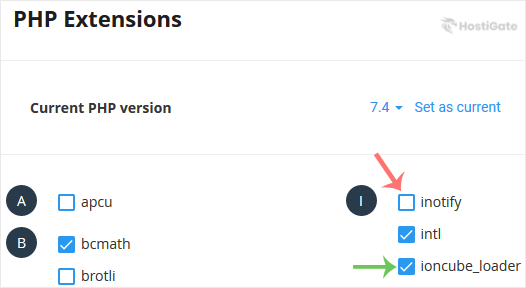 PHP Extensions
HostiGate
Current PHP version
7.4 Set as current
A apcu
B bcmath
brotli
I inotify
intl
ioncube_loader